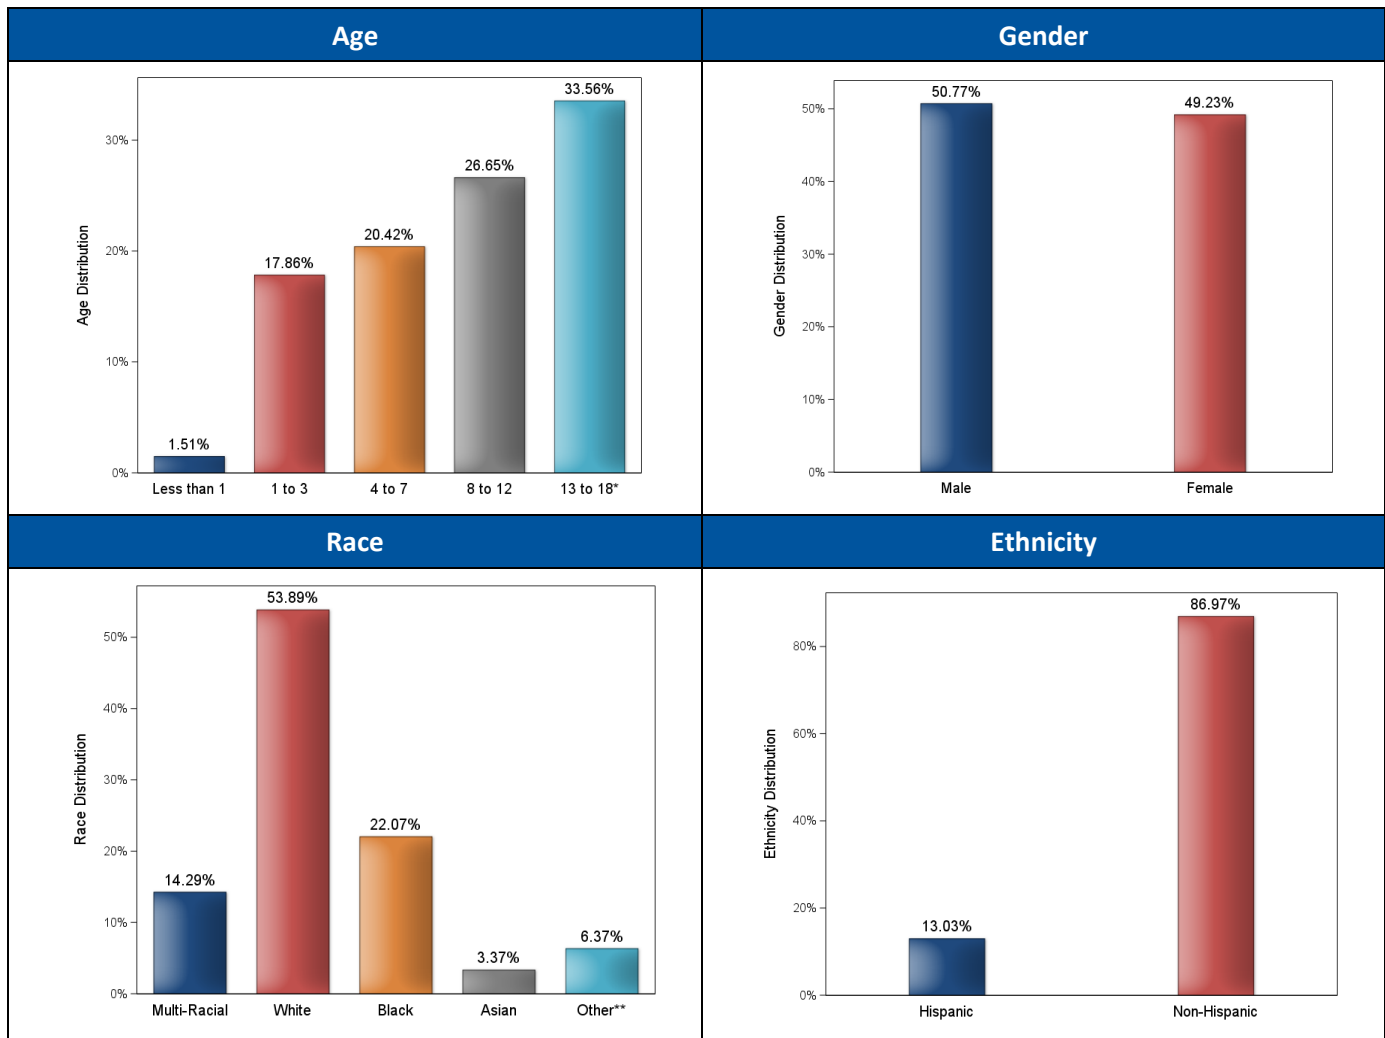 Age
33.56%
30%
26.65%
20.42%
20%
17.86%
Age Distribution
10%
1.51%
0%
Less than 1 1 to 3 4 to 7 8 to 12 13 to 18*
Gender
50.77%
49.23%
50%
40%
30%
Gender Distribution
20%
10%
0%
Male Female
Race
53.89%
50%
40%
30%
Race Distribution
22.07%
20%
14.29%
10%
6.37%
3.37%
0%
Multi-Racial White Black Asian Other**
Ethnicity
86.97%
80%
60%
Ethnicity Distribution
40%
20%
13.03%
0%
Hispanic Non-Hispanic